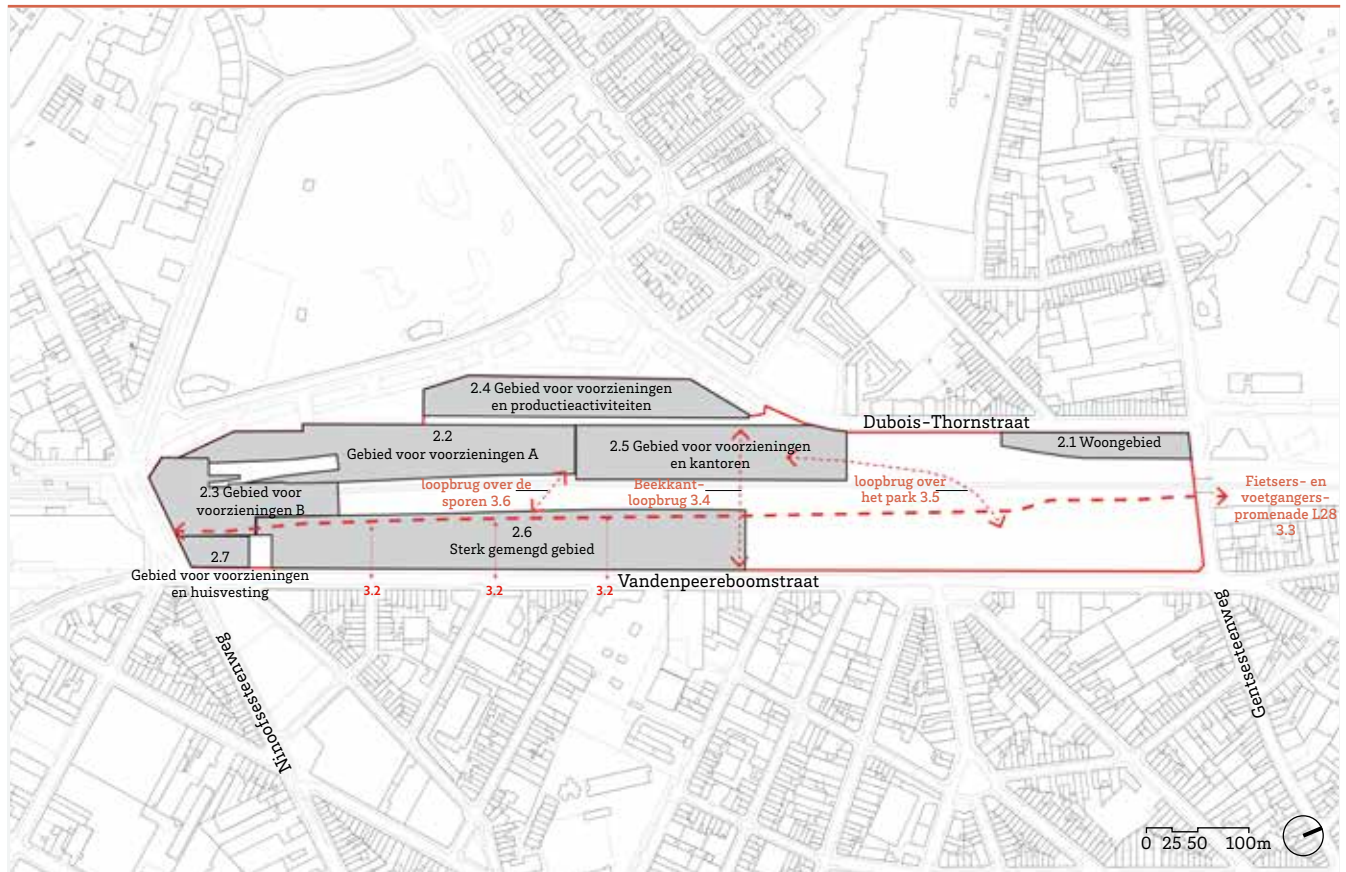 2.4 Gebied voor voorzieningen
en productieactiviteiten
Dubois-Thornstraat
2.2
Gebied voor voorzieningen A
2.5 Gebied voor voorzieningen
en kantoren
2.1 Woongebied
2.3 Gebied voor
voorzieningen B
loopbrug over de
sporen 3.6
Beekkant-
loopbrug 3.4
loopbrug over
het park 3.5
Fietsers- en
voetgangers-
promenade L28
3.3
2.6
Sterk gemengd gebied
2.7
Gebied voor voorzieningen
en huisvesting
3.2
3.2
3.2
Vandenpeereboomstraat
Ninoofsesteenweg
Gentsesteenweg
0 25 50 100m